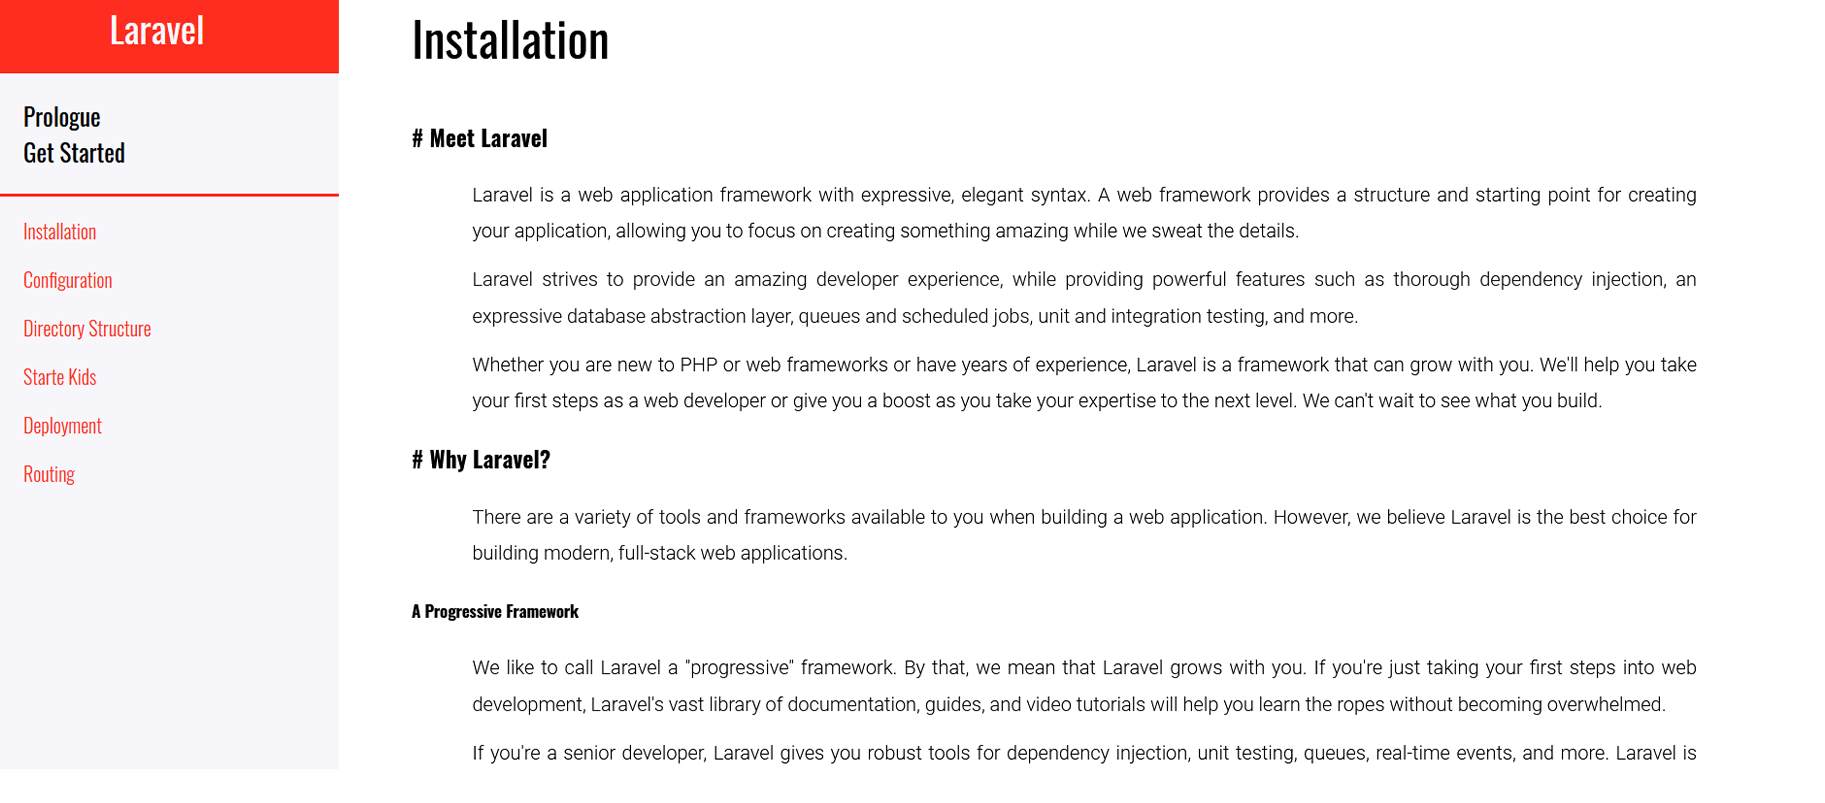 Laravel
Prologue
Get Started
Installation
Configuration
Directory Structure
Starte Kids
Deployment
Routing
Installation
# Meet Laravel
Laravel is a web application framework with expressive, elegant syntax. A web framework provides a structure and starting point for creating
your application, allowing you to focus on creating something amazing while we sweat the details.
Laravel strives to provide an amazing developer experience, while providing powerful features such as thorough dependency injection, an
expressive database abstraction layer, queues and scheduled jobs, unit and integration testing, and more.
Whether you are new to PHP or web frameworks or have years of experience, Laravel is a framework that can grow with you. We'll help you take
your first steps as a web developer or give you a boost as you take your expertise to the next level. We can't wait to see what you build.
# Why Laravel?
There are a variety of tools and frameworks available to you when building a web application. However, we believe Laravel is the best choice for
building modern, full-stack web applications.
A Progressive Framework
We like to call Laravel a "progressive" framework. By that, we mean that Laravel grows with you. If you're just taking your first steps into web
development, Laravel's vast library of documentation, guides, and video tutorials will help you learn the ropes without becoming overwhelmed.
If you're a senior developer, Laravel gives you robust tools for dependency injection, unit testing, queues, real-time events, and more. Laravel is